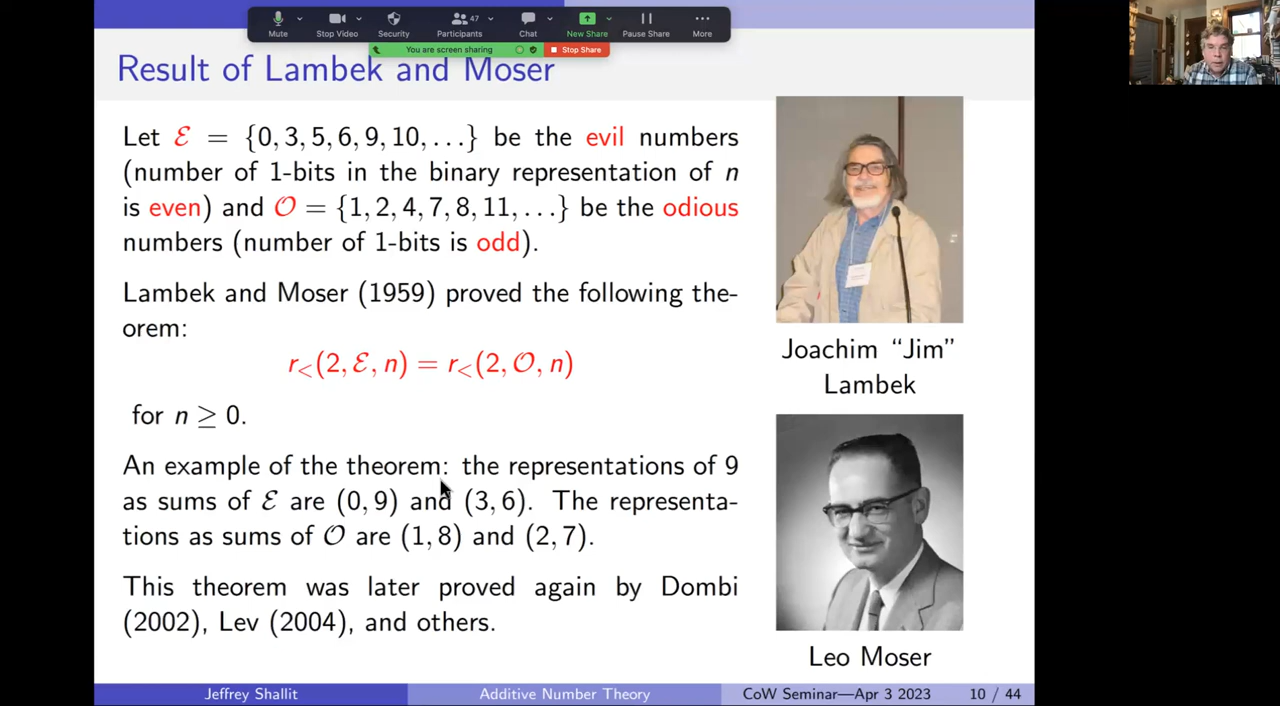 Mute
Stop Video
Security
Participants
47
Chat
New Share
Pause Share
More
You are screen sharing
Stop Share
Result of Lambek and Moser
Let ℰ = {0, 3, 5, 6, 9, 10, . . .} be the evil numbers
(number of 1-bits in the binary representation of n
is even) and 𝒪 = {1, 2, 4, 7, 8, 11, . . .} be the odious
numbers (number of 1-bits is odd).
Lambek and Moser (1959) proved the following the-
orem:
r<(2, ℰ, n) = r<(2, 𝒪, n)
for n ≥ 0.
An example of the theorem: the representations of 9
as sums of ℰ are (0, 9) and (3, 6). The representa-
tions as sums of 𝒪 are (1, 8) and (2, 7).
This theorem was later proved again by Dombi
(2002), Lev (2004), and others.
Joachim “Jim”
Lambek
Leo Moser
Jeffrey Shallit
Additive Number Theory
CoW Seminar—Apr 3 2023
10 / 44